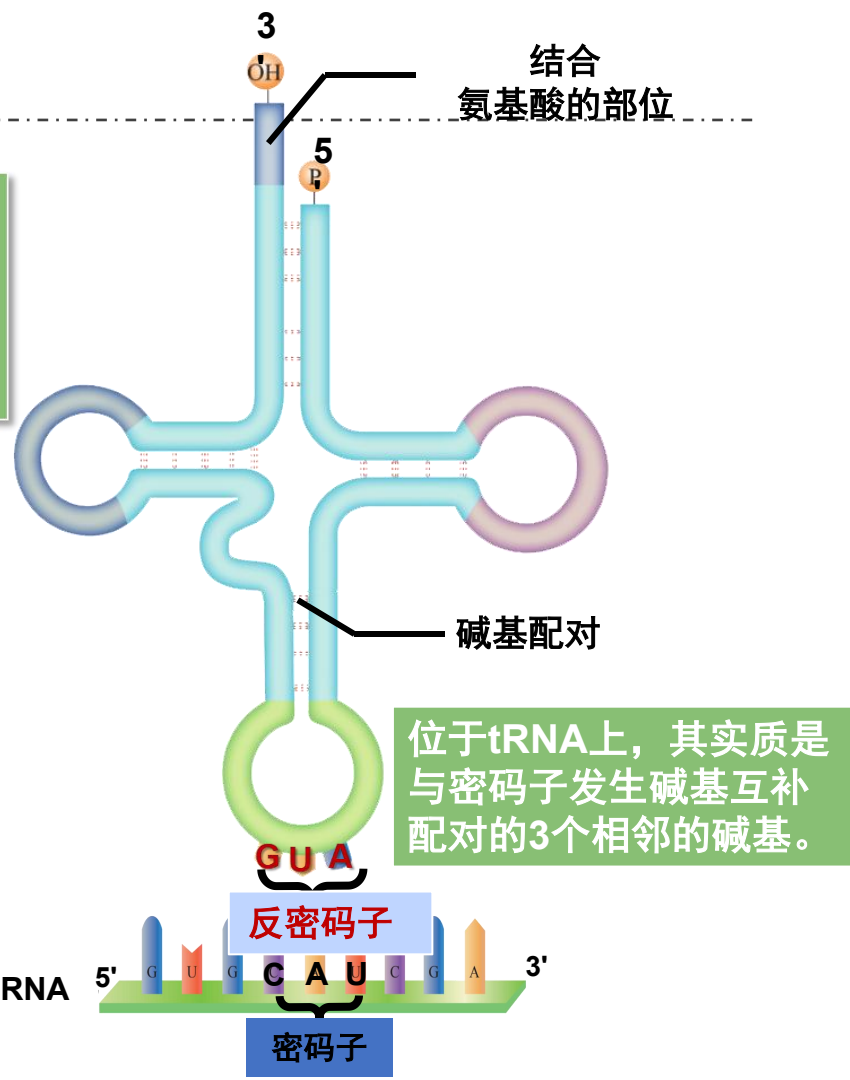 3
'
OH
结合
氨基酸的部位
5
'
P
碱基配对
位于tRNA上，其实质是
与密码子发生碱基互补
配对的3个相邻的碱基。
G U A
反密码子
G U G C A U C G A
RNA 5' 3'
密码子